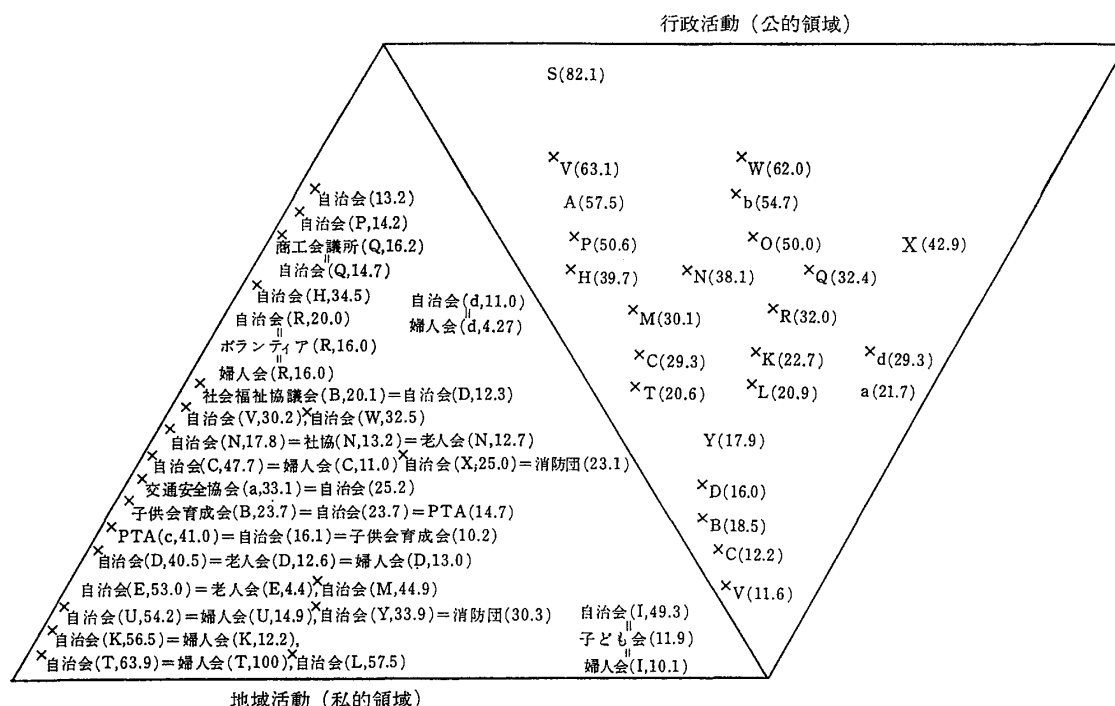 行政活動（公的領域）
S(82.1)
×V(63.1) ×W(62.0)
A(57.5) ×b(54.7)
×P(50.6) ×O(50.0) X(42.9)
×H(39.7) ×N(38.1) ×Q(32.4)
×M(30.1) ×R(32.0)
×C(29.3) ×K(22.7) ×d(29.3)
×T(20.6) ×L(20.9) a(21.7)
Y(17.9)
×D(16.0)
×B(18.5)
×C(12.2)
×V(11.6)
×自治会(13.2)
×自治会(P,14.2)
×商工会議所(Q,16.2)
＝
自治会(Q,14.7)
×自治会(H,34.5)
自治会(R,20.0)
＝
ボランティア(R,16.0)
＝
婦人会(R,16.0)
自治会(d,11.0)
＝
婦人会(d,4.27)
×社会福祉協議会(B,20.1)＝自治会(D,12.3)
×自治会(V,30.2),×自治会(W,32.5)
×自治会(N,17.8)＝社協(N,13.2)＝老人会(N,12.7)
×自治会(C,47.7)＝婦人会(C,11.0)×自治会(X,25.0)＝消防団(23.1)
×交通安全協会(a,33.1)＝自治会(25.2)
×子供会育成会(B,23.7)＝自治会(23.7)＝PTA(14.7)
×PTA(c,41.0)＝自治会(16.1)＝子供会育成会(10.2)
×自治会(D,40.5)＝老人会(D,12.6)＝婦人会(D,13.0)
自治会(E,53.0)＝老人会(E,4.4),×自治会(M,44.9)
×自治会(U,54.2)＝婦人会(U,14.9),×自治会(Y,33.9)＝消防団(30.3)
×自治会(K,56.5)＝婦人会(K,12.2),
×自治会(T,63.9)＝婦人会(T,100),×自治会(L,57.5)
自治会(I,49.3)
＝
子ども会(11.9)
＝
婦人会(I,10.1)
地域活動（私的領域）